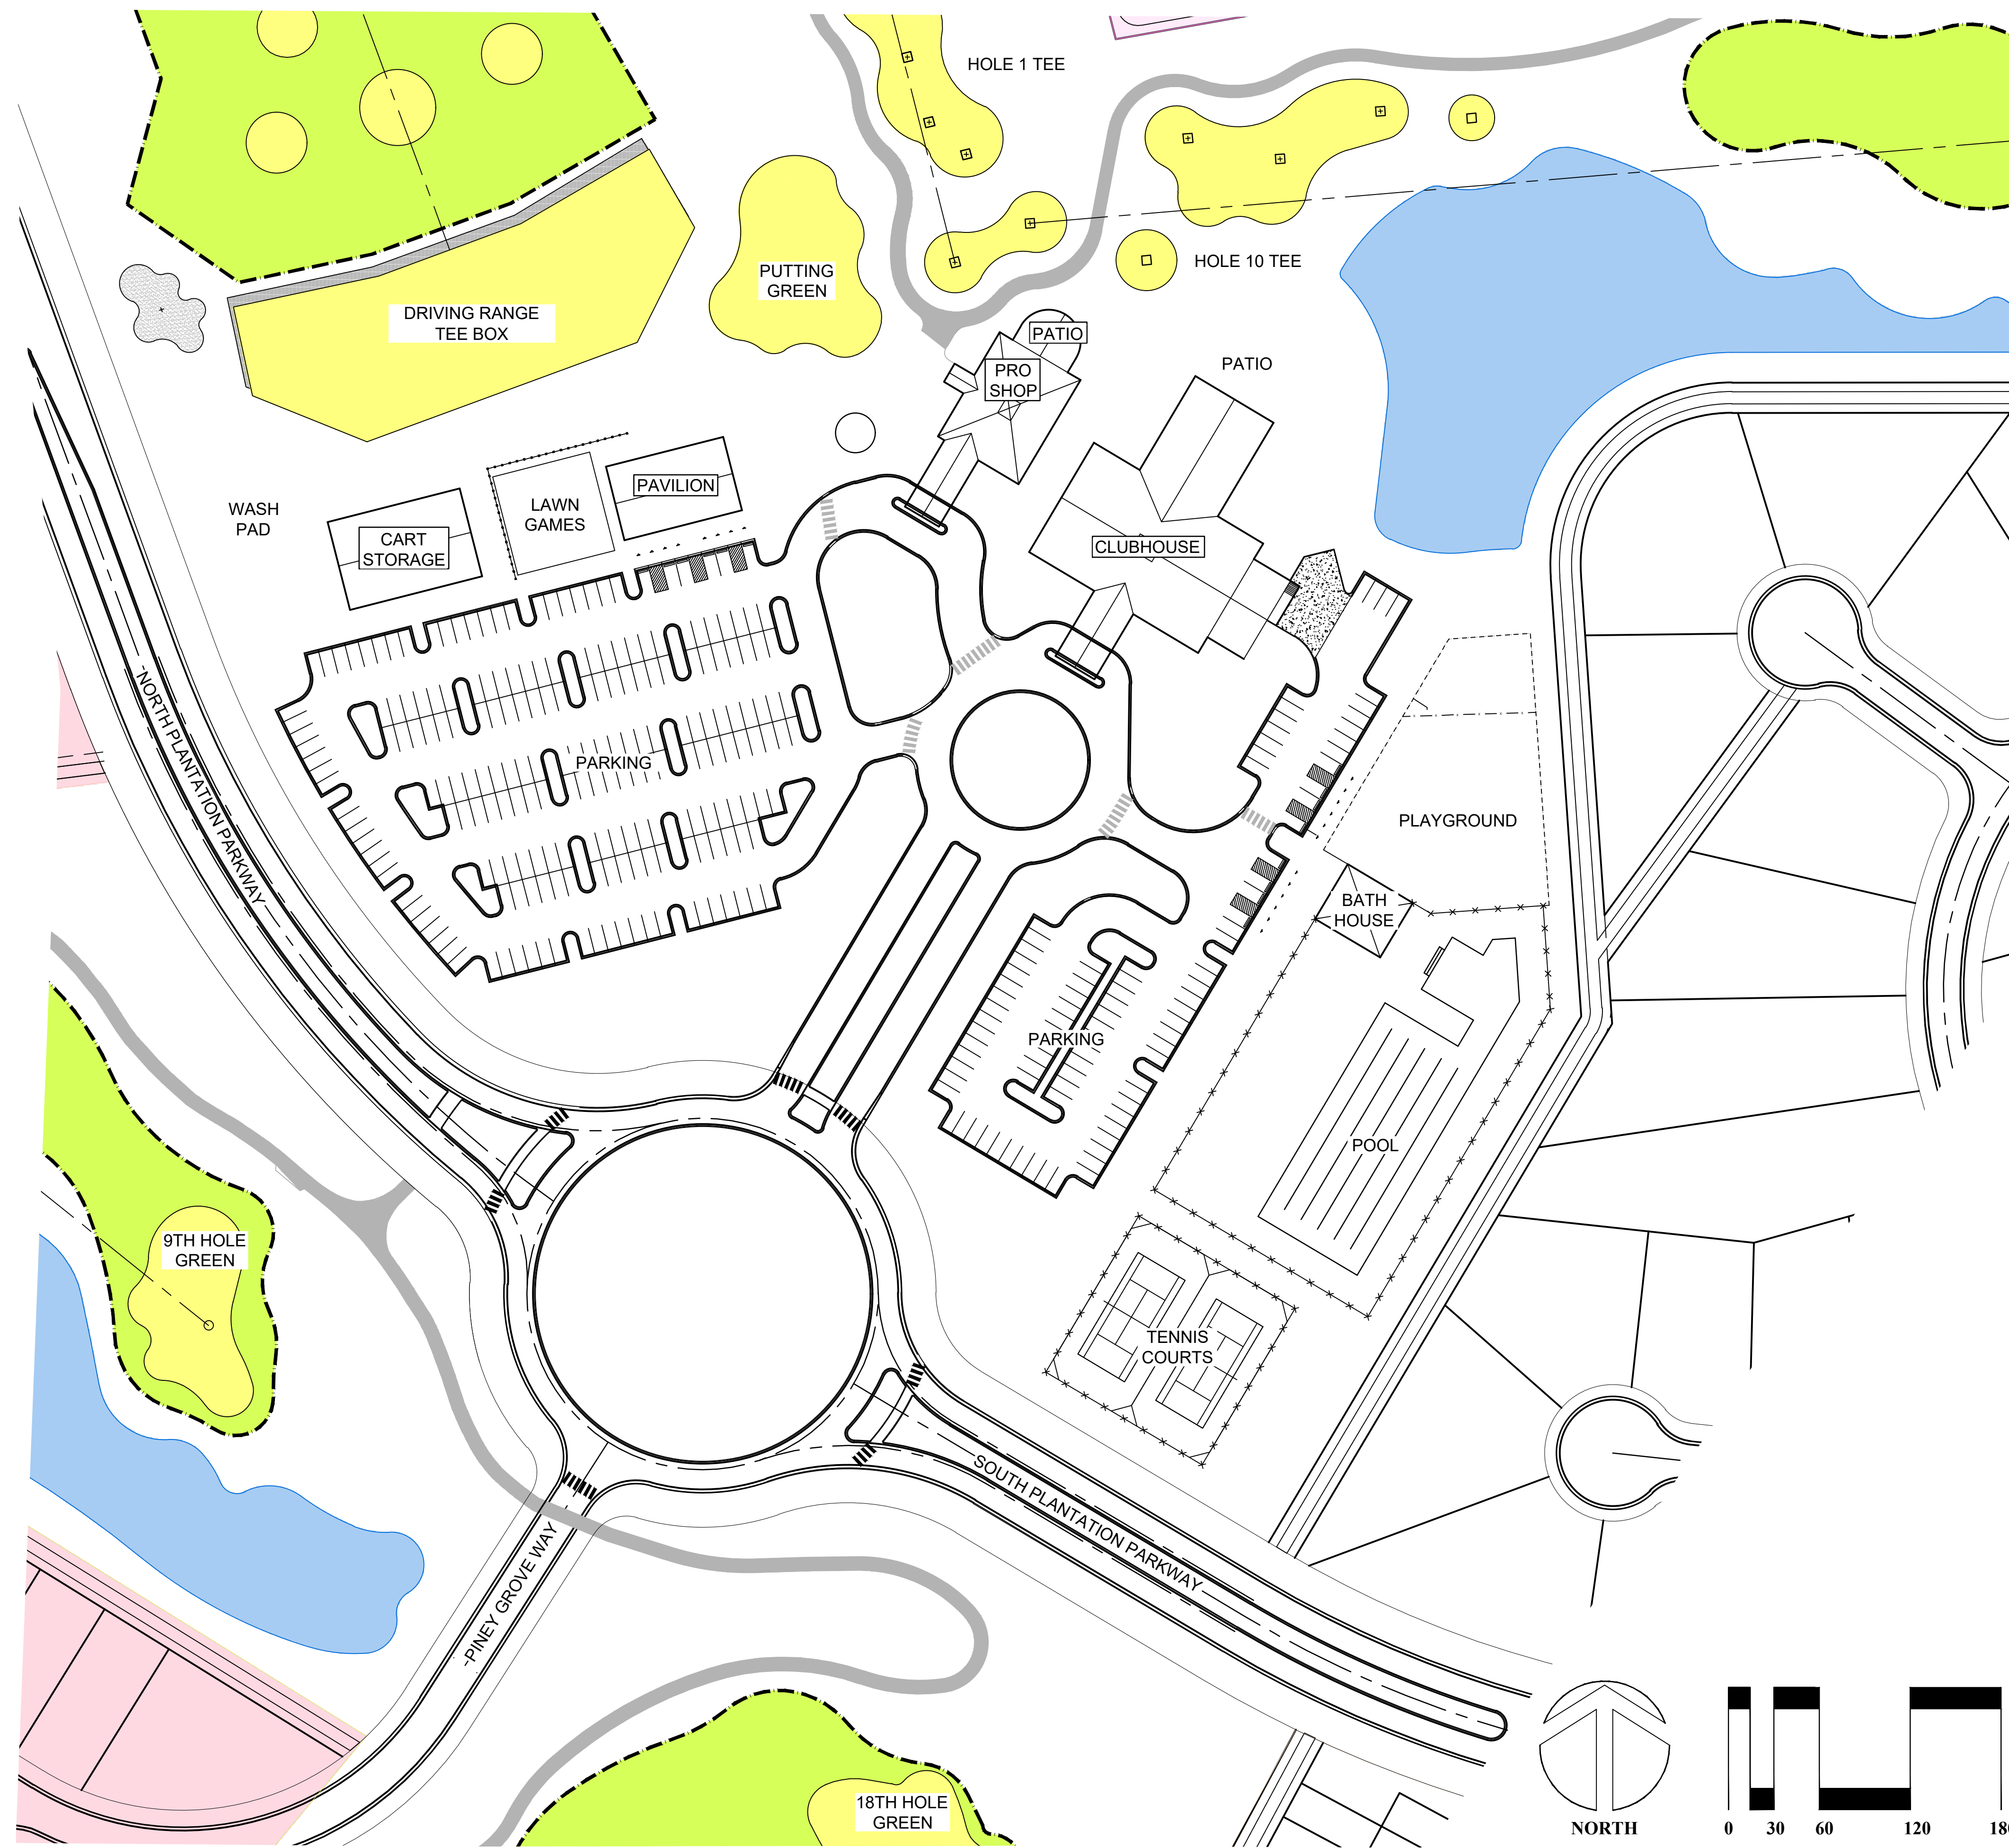 HOLE 1 TEE
HOLE 10 TEE
PUTTING
GREEN
DRIVING RANGE
TEE BOX
PATIO
PRO
SHOP
PATIO
PAVILION
LAWN
GAMES
WASH
PAD
CART
STORAGE
CLUBHOUSE
NORTH PLANTATION PARKWAY
PARKING
PLAYGROUND
BATH
HOUSE
PARKING
POOL
9TH HOLE
GREEN
TENNIS
COURTS
SOUTH PLANTATION PARKWAY
PINEY GROVE WAY
18TH HOLE
GREEN
NORTH
0 30 60 120